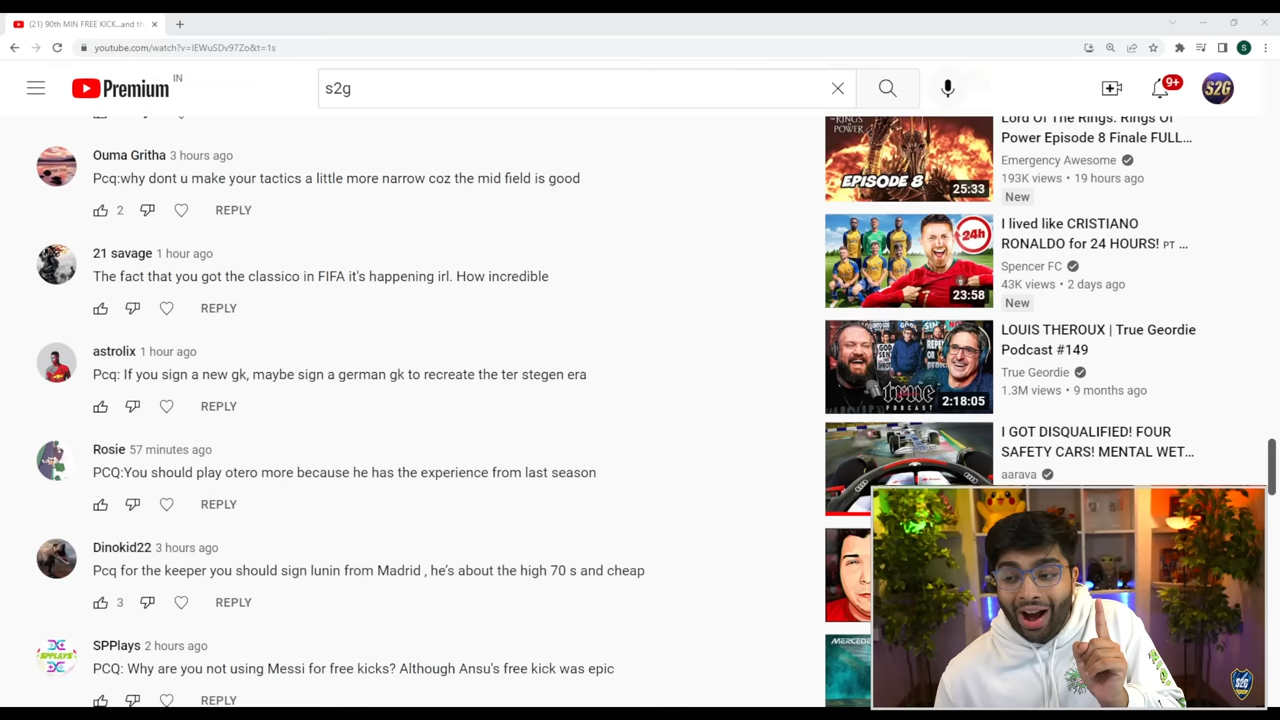 (21) 90th MIN FREE KICK...and th
youtube.com/watch?v=IEWuSDv97Zo&t=1s
Premium
IN
s2g
9+
S2G
S
Ouma Gritha 3 hours ago
Pcq:why dont u make your tactics a little more narrow coz the mid field is good
2
REPLY
21 savage 1 hour ago
The fact that you got the classico in FIFA it's happening irl. How incredible
REPLY
astrolix 1 hour ago
Pcq: If you sign a new gk, maybe sign a german gk to recreate the ter stegen era
REPLY
Rosie 57 minutes ago
PCQ:You should play otero more because he has the experience from last season
REPLY
Dinokid22 3 hours ago
Pcq for the keeper you should sign lunin from Madrid , he's about the high 70 s and cheap
3
REPLY
SPPlays 2 hours ago
PCQ: Why are you not using Messi for free kicks? Although Ansu's free kick was epic
REPLY
THE RINGS
POWER
EPISODE 8
25:33
Lord Of The Rings: Rings Of
Power Episode 8 Finale FULL...
Emergency Awesome
193K views • 19 hours ago
New
24h
23:58
I lived like CRISTIANO
RONALDO for 24 HOURS! PT ...
Spencer FC
43K views • 2 days ago
New
true
PODCAST
2:18:05
LOUIS THEROUX | True Geordie
Podcast #149
True Geordie
1.3M views • 9 months ago
I GOT DISQUALIFIED! FOUR
SAFETY CARS! MENTAL WET...
aarava
MERCEDE
S2G